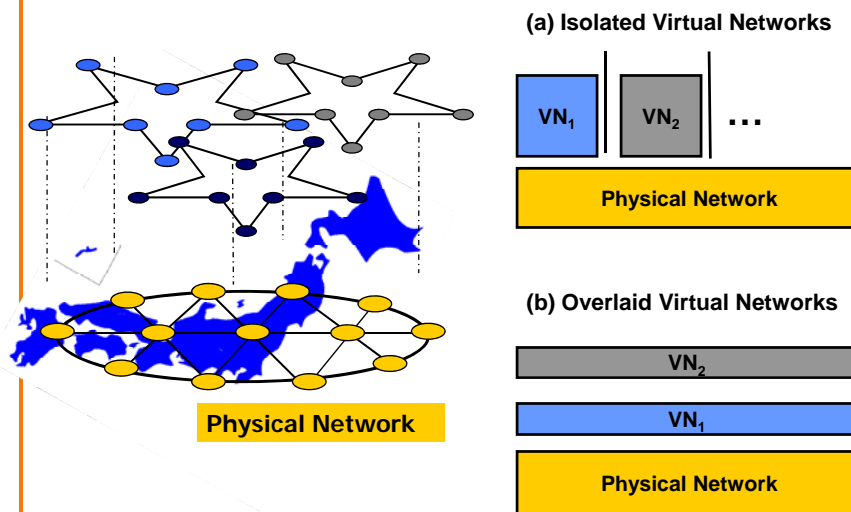 (a) Isolated Virtual Networks
VN₁
VN₂
...
Physical Network
(b) Overlaid Virtual Networks
VN₂
VN₁
Physical Network
Physical Network